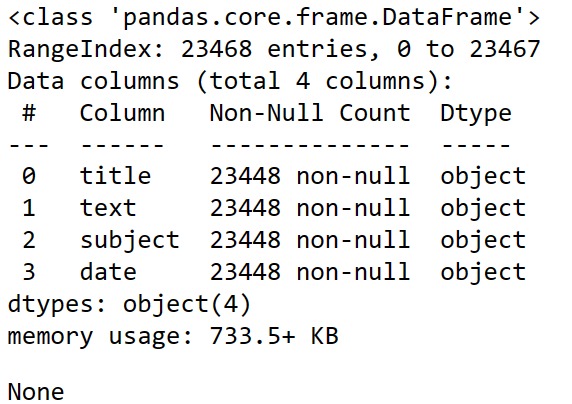 <class 'pandas.core.frame.DataFrame'>
RangeIndex: 23468 entries, 0 to 23467
Data columns (total 4 columns):
 #   Column   Non-Null Count  Dtype
---  ------   --------------  -----
 0   title    23448 non-null  object
 1   text     23448 non-null  object
 2   subject  23448 non-null  object
 3   date     23448 non-null  object
dtypes: object(4)
memory usage: 733.5+ KB
None